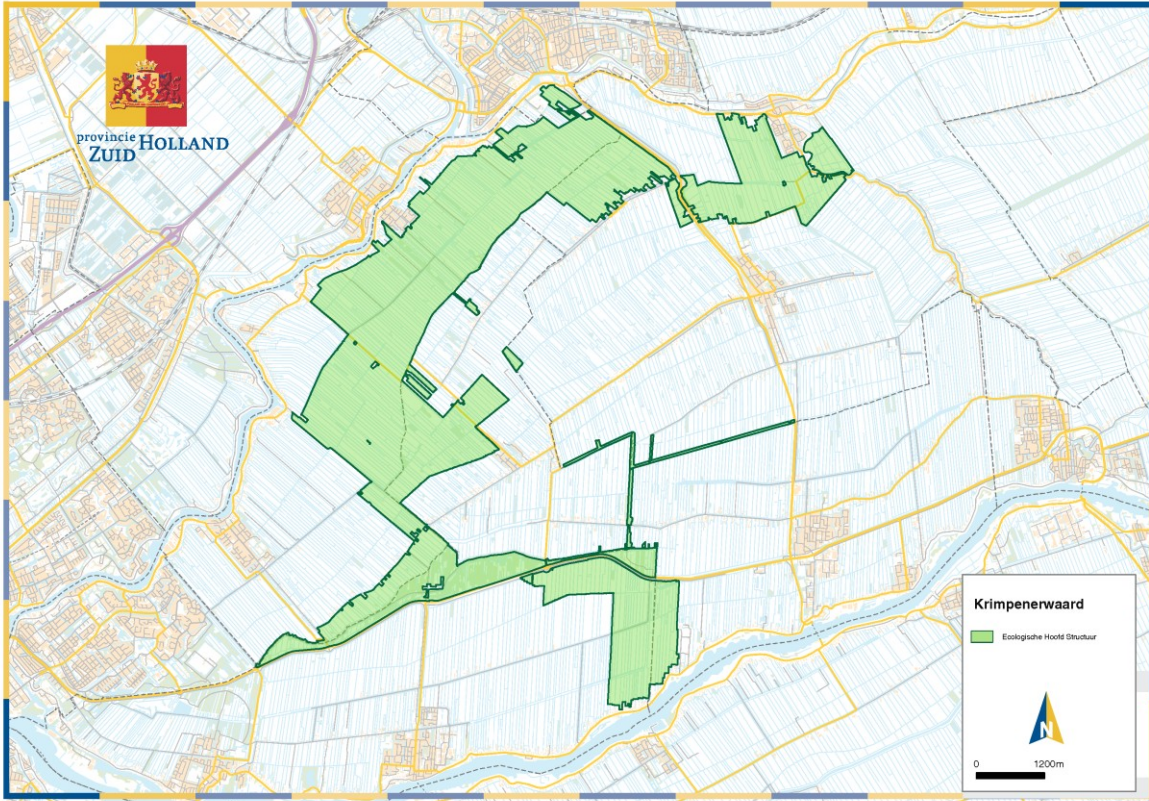 provincie HOLLAND
ZUID
Krimpenerwaard
Ecologische Hoofd Structuur
N
0 1200m